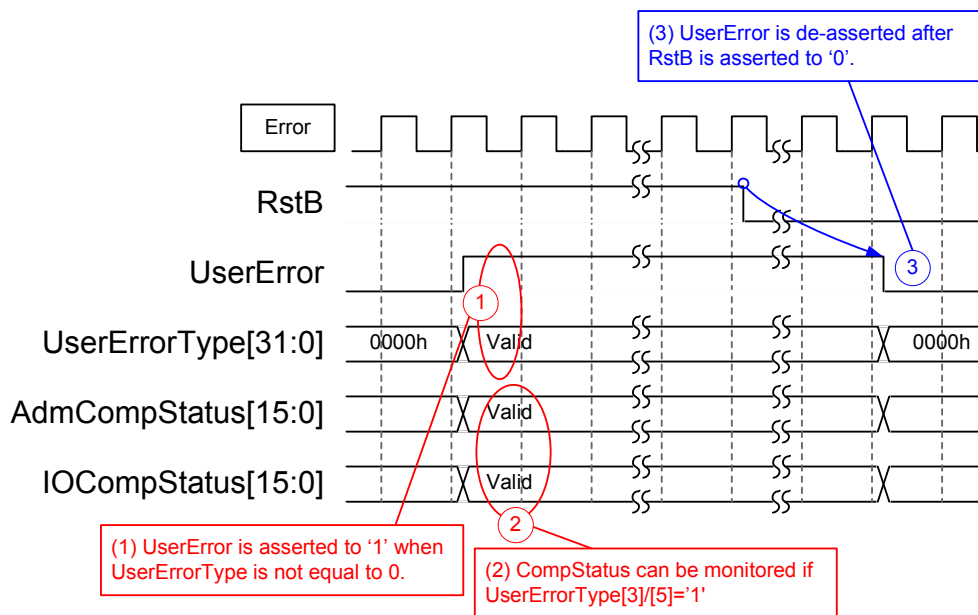 (3) UserError is de-asserted after
RstB is asserted to ‘0’.
Error
RstB
UserError
3
1
UserErrorType[31:0]
0000h
Valid
0000h
AdmCompStatus[15:0]
Valid
IOCompStatus[15:0]
Valid
2
(1) UserError is asserted to ‘1’ when
UserErrorType is not equal to 0.
(2) CompStatus can be monitored if
UserErrorType[3]/[5]=’1'